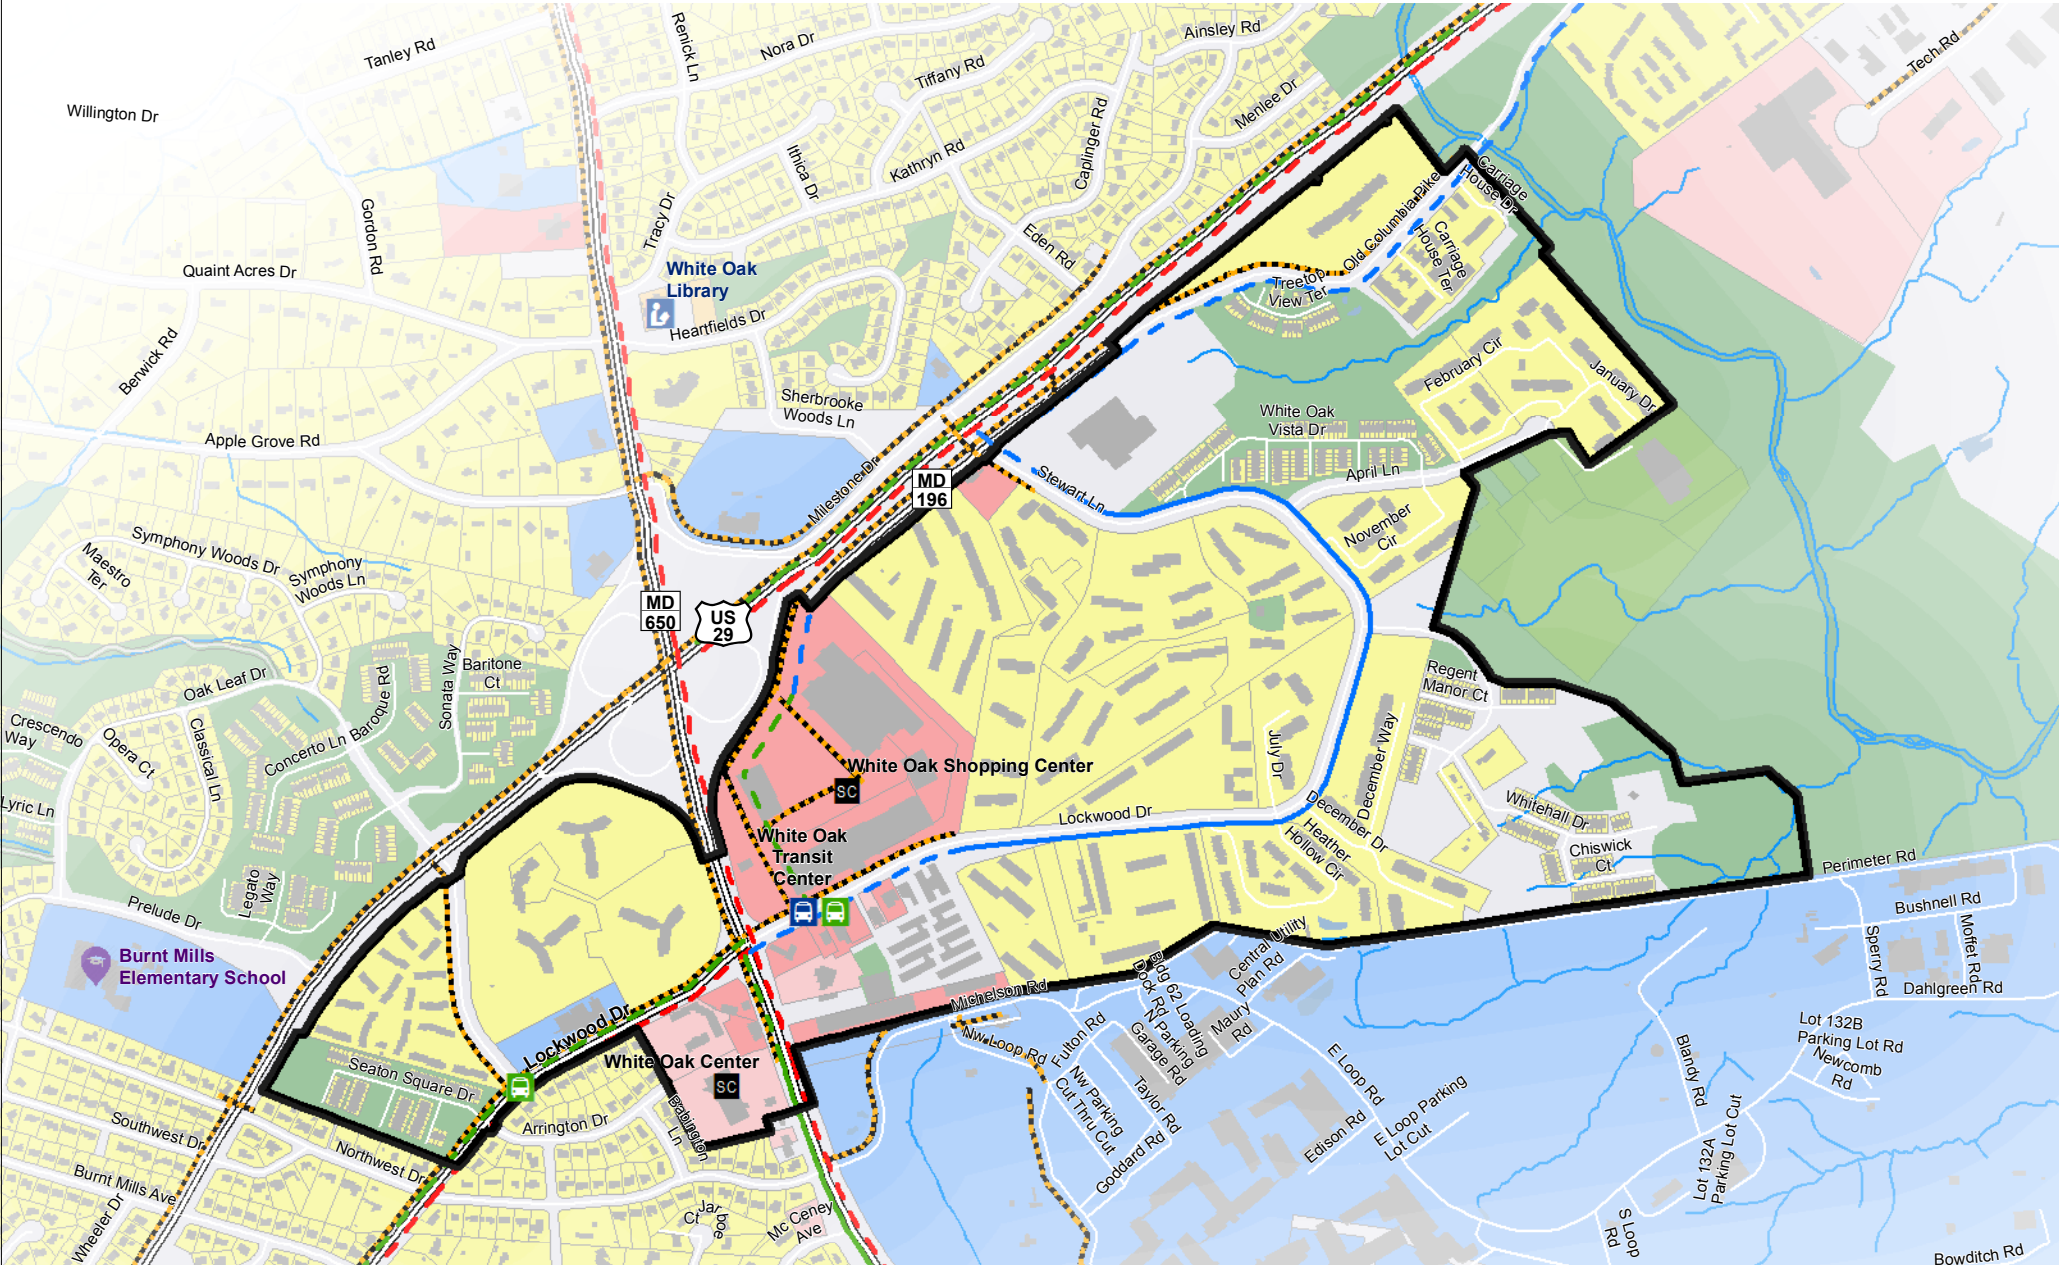 Tanley Rd
Renick Ln
Nora Dr
Ainsley Rd
Tech Rd
Tiffany Rd
Willington Dr
Menlee Dr
Caplinger Rd
Ithica Dr
Kathryn Rd
Carriage
House Dr
Gordon Rd
Tracy Dr
Old Columbia Pike
Eden Rd
Carriage
House Ter
Quaint Acres Dr
White Oak
Library
Treetop
View Ter
Heartfields Dr
Berwick Rd
February Cir
January Dr
Sherbrooke
Woods Ln
White Oak
Vista Dr
Apple Grove Rd
April Ln
Stewart Ln
Milestone Dr
MD
196
November
Cir
Symphony Woods Dr
Maestro
Ter
Symphony
Woods Ln
MD
650
US
29
Baritone
Ct
Sonata Way
Oak Leaf Dr
Baroque Rd
Regent
Manor Ct
Crescendo
Way
Classical Ln
Opera Ct
Concerto Ln
July Dr
December Way
White Oak Shopping Center
SC
Lyric Ln
Whitehall Dr
Lockwood Dr
December Dr
White Oak
Transit
Center
Heather
Hollow Cir
Chiswick
Ct
Perimeter Rd
Legato
Way
Prelude Dr
Bushnell Rd
Sperry Rd
Moffet Rd
Central Utility
Plan Rd
Burnt Mills
Elementary School
Bldg 62 Loading
Dock Rd
Dahlgreen Rd
Michelson Rd
Lockwood Dr
N Parking
Garage Rd
Maury
Rd
Fulton Rd
Nw Loop Rd
Lot 132B
Parking Lot Rd
White Oak Center
SC
Seaton Square Dr
E Loop Rd
Blandy Rd
Newcomb
Rd
Nw Parking
Cut Thru Cut
Taylor Rd
Babington
Ln
Arrington Dr
Southwest Dr
E Loop Parking
Lot Cut
Edison Rd
Northwest Dr
Goddard Rd
Lot 132A
Parking Lot Cut
Burnt Mills Ave
Wheeler Dr
Jarboe
Ct
Mc Ceney
Ave
S Loop
Rd
Bowditch Rd